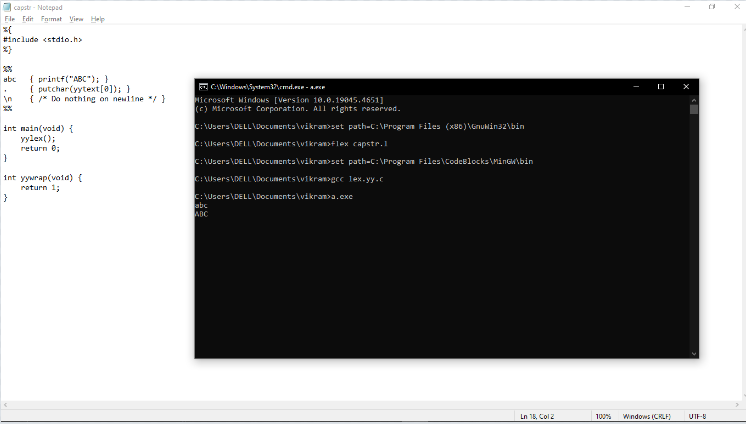 capstr - Notepad
File Edit Format View Help
%{
#include <stdio.h>
%}
%%
abc { printf("ABC"); }
. { putchar(yytext[0]); }
\n { /* Do nothing on newline */ }
%%
int main(void) {
yylex();
return 0;
}
int yywrap(void) {
return 1;
}
C:\Windows\System32\cmd.exe - a.exe
Microsoft Windows [Version 10.0.19045.4651]
(c) Microsoft Corporation. All rights reserved.
C:\Users\DELL\Documents\vikram>set path=C:\Program Files (x86)\GnuWin32\bin
C:\Users\DELL\Documents\vikram>flex capstr.l
C:\Users\DELL\Documents\vikram>set path=C:\Program Files\CodeBlocks\MinGW\bin
C:\Users\DELL\Documents\vikram>gcc lex.yy.c
C:\Users\DELL\Documents\vikram>a.exe
abc
ABC
Ln 18, Col 2 100% Windows (CRLF) UTF-8